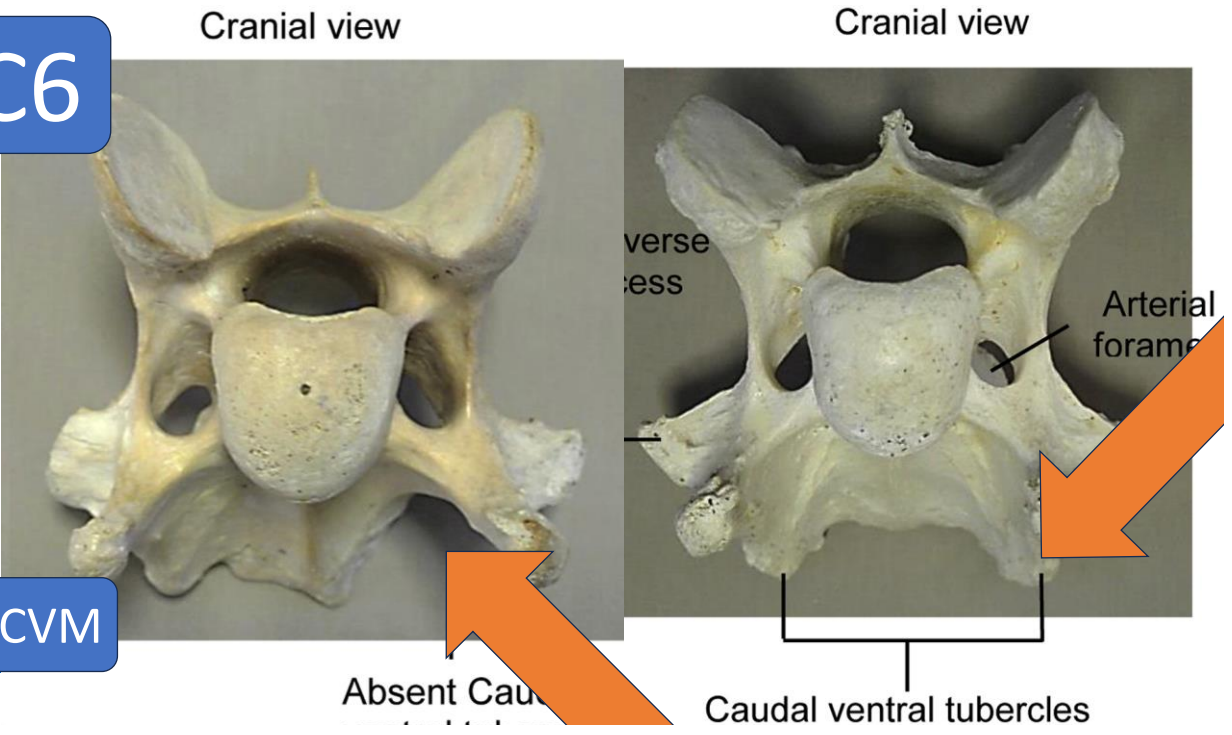 Cranial view
Cranial view
C6
verse
cess
Arterial
forame
CVM
Absent Cau
Caudal ventral tubercles